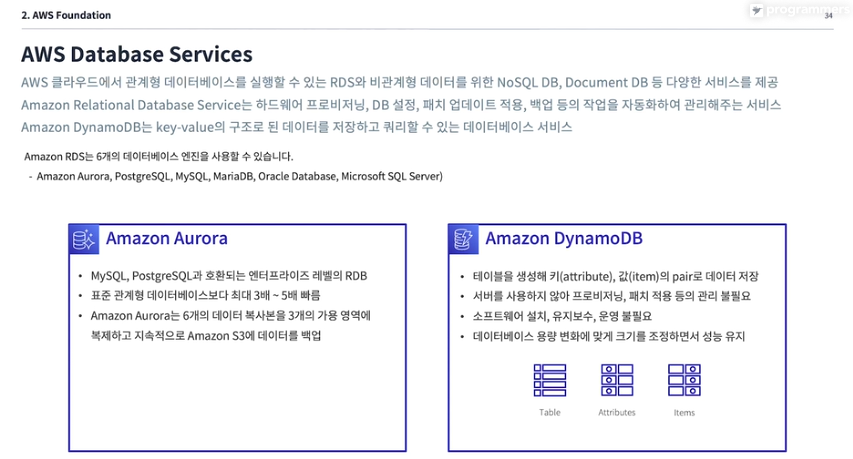 2. AWS Foundation
programmers
34
AWS Database Services
AWS 클라우드에서 관계형 데이터베이스를 실행할 수 있는 RDS와 비관계형 데이터를 위한 NoSQL DB, Document DB 등 다양한 서비스를 제공
Amazon Relational Database Service는 하드웨어 프로비저닝, DB 설정, 패치 업데이트 적용, 백업 등의 작업을 자동화하여 관리해주는 서비스
Amazon DynamoDB는 key-value의 구조로 된 데이터를 저장하고 쿼리할 수 있는 데이터베이스 서비스
Amazon RDS는 6개의 데이터베이스 엔진을 사용할 수 있습니다.
- Amazon Aurora, PostgreSQL, MySQL, MariaDB, Oracle Database, Microsoft SQL Server)
Amazon Aurora
• MySQL, PostgreSQL과 호환되는 엔터프라이즈 레벨의 RDB
• 표준 관계형 데이터베이스보다 최대 3배 ~ 5배 빠름
• Amazon Aurora는 6개의 데이터 복사본을 3개의 가용 영역에
복제하고 지속적으로 Amazon S3에 데이터를 백업
Amazon DynamoDB
• 테이블을 생성해 키(attribute), 값(item)의 pair로 데이터 저장
• 서버를 사용하지 않아 프로비저닝, 패치 적용 등의 관리 불필요
• 소프트웨어 설치, 유지보수, 운영 불필요
• 데이터베이스 용량 변화에 맞게 크기를 조정하면서 성능 유지
Table
Attributes
Items